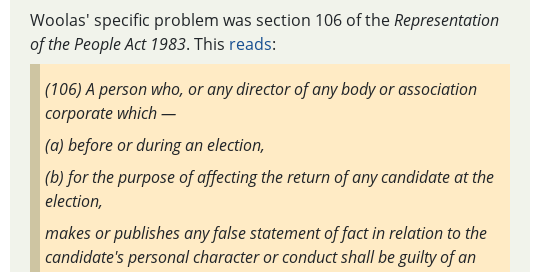 Woolas' specific problem was section 106 of the Representation
of the People Act 1983. This reads:
(106) A person who, or any director of any body or association
corporate which —
(a) before or during an election,
(b) for the purpose of affecting the return of any candidate at the
election,
makes or publishes any false statement of fact in relation to the
candidate's personal character or conduct shall be guilty of an